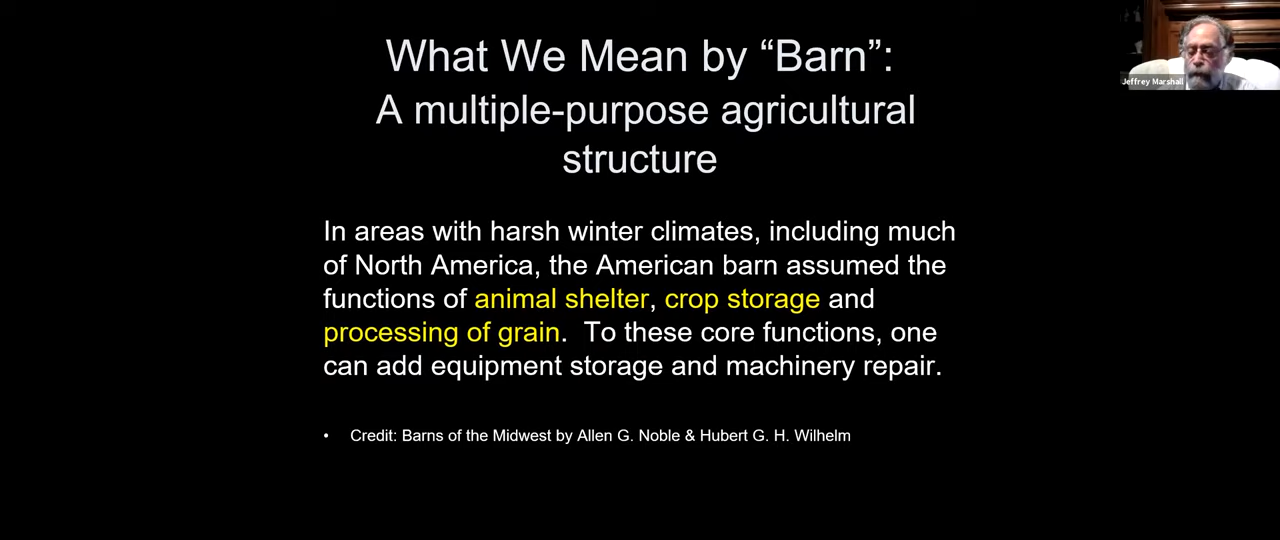 What We Mean by “Barn”:
A multiple-purpose agricultural
structure
Jeffrey Marshall
In areas with harsh winter climates, including much
of North America, the American barn assumed the
functions of animal shelter, crop storage and
processing of grain.  To these core functions, one
can add equipment storage and machinery repair.
• Credit: Barns of the Midwest by Allen G. Noble & Hubert G. H. Wilhelm